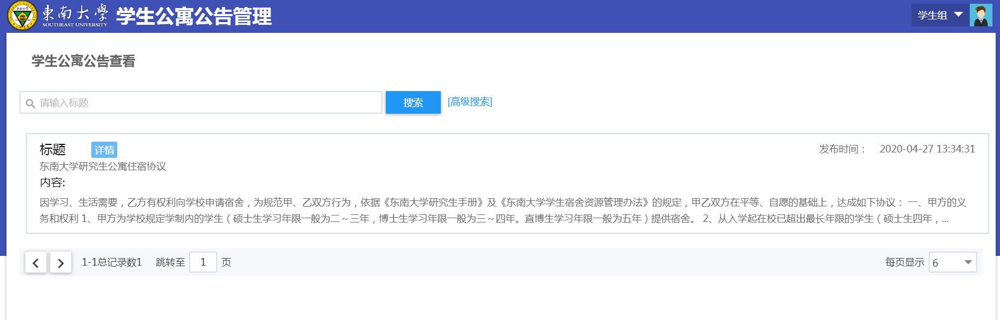 東南大學
SOUTHEAST UNIVERSITY
学生公寓公告管理
学生组
学生公寓公告查看
请输入标题
搜索
[高级搜索]
标题
详情
发布时间： 2020-04-27 13:34:31
东南大学研究生公寓住宿协议
内容:
因学习、生活需要，乙方有权利向学校申请宿舍，为规范甲、乙双方行为，依据《东南大学研究生手册》及《东南大学学生宿舍资源管理办法》的规定，甲乙双方在平等、自愿的基础上，达成如下协议： 一、甲方的义
务和权利 1、甲方为学校规定学制内的学生（硕士生学习年限一般为二～三年，博士生学习年限一般为三～四年。直博生学习年限一般为五年）提供宿舍。 2、从入学起在校已超出最长年限的学生（硕士生四年，...
1-1总记录数1
跳转至 1 页
每页显示 6